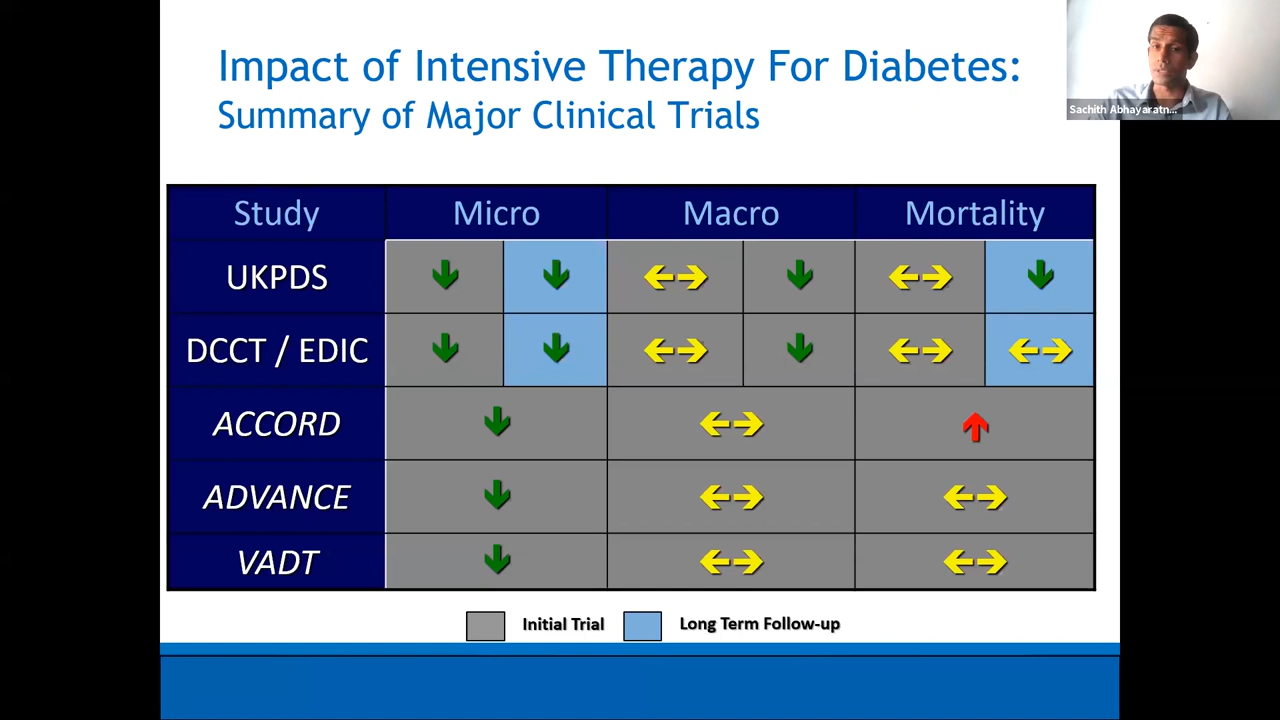 Impact of Intensive Therapy For Diabetes:
Summary of Major Clinical Trials
Sachith Abhayaratn...
Study Micro Macro Mortality
UKPDS
DCCT / EDIC
ACCORD
ADVANCE
VADT
Initial Trial Long Term Follow-up